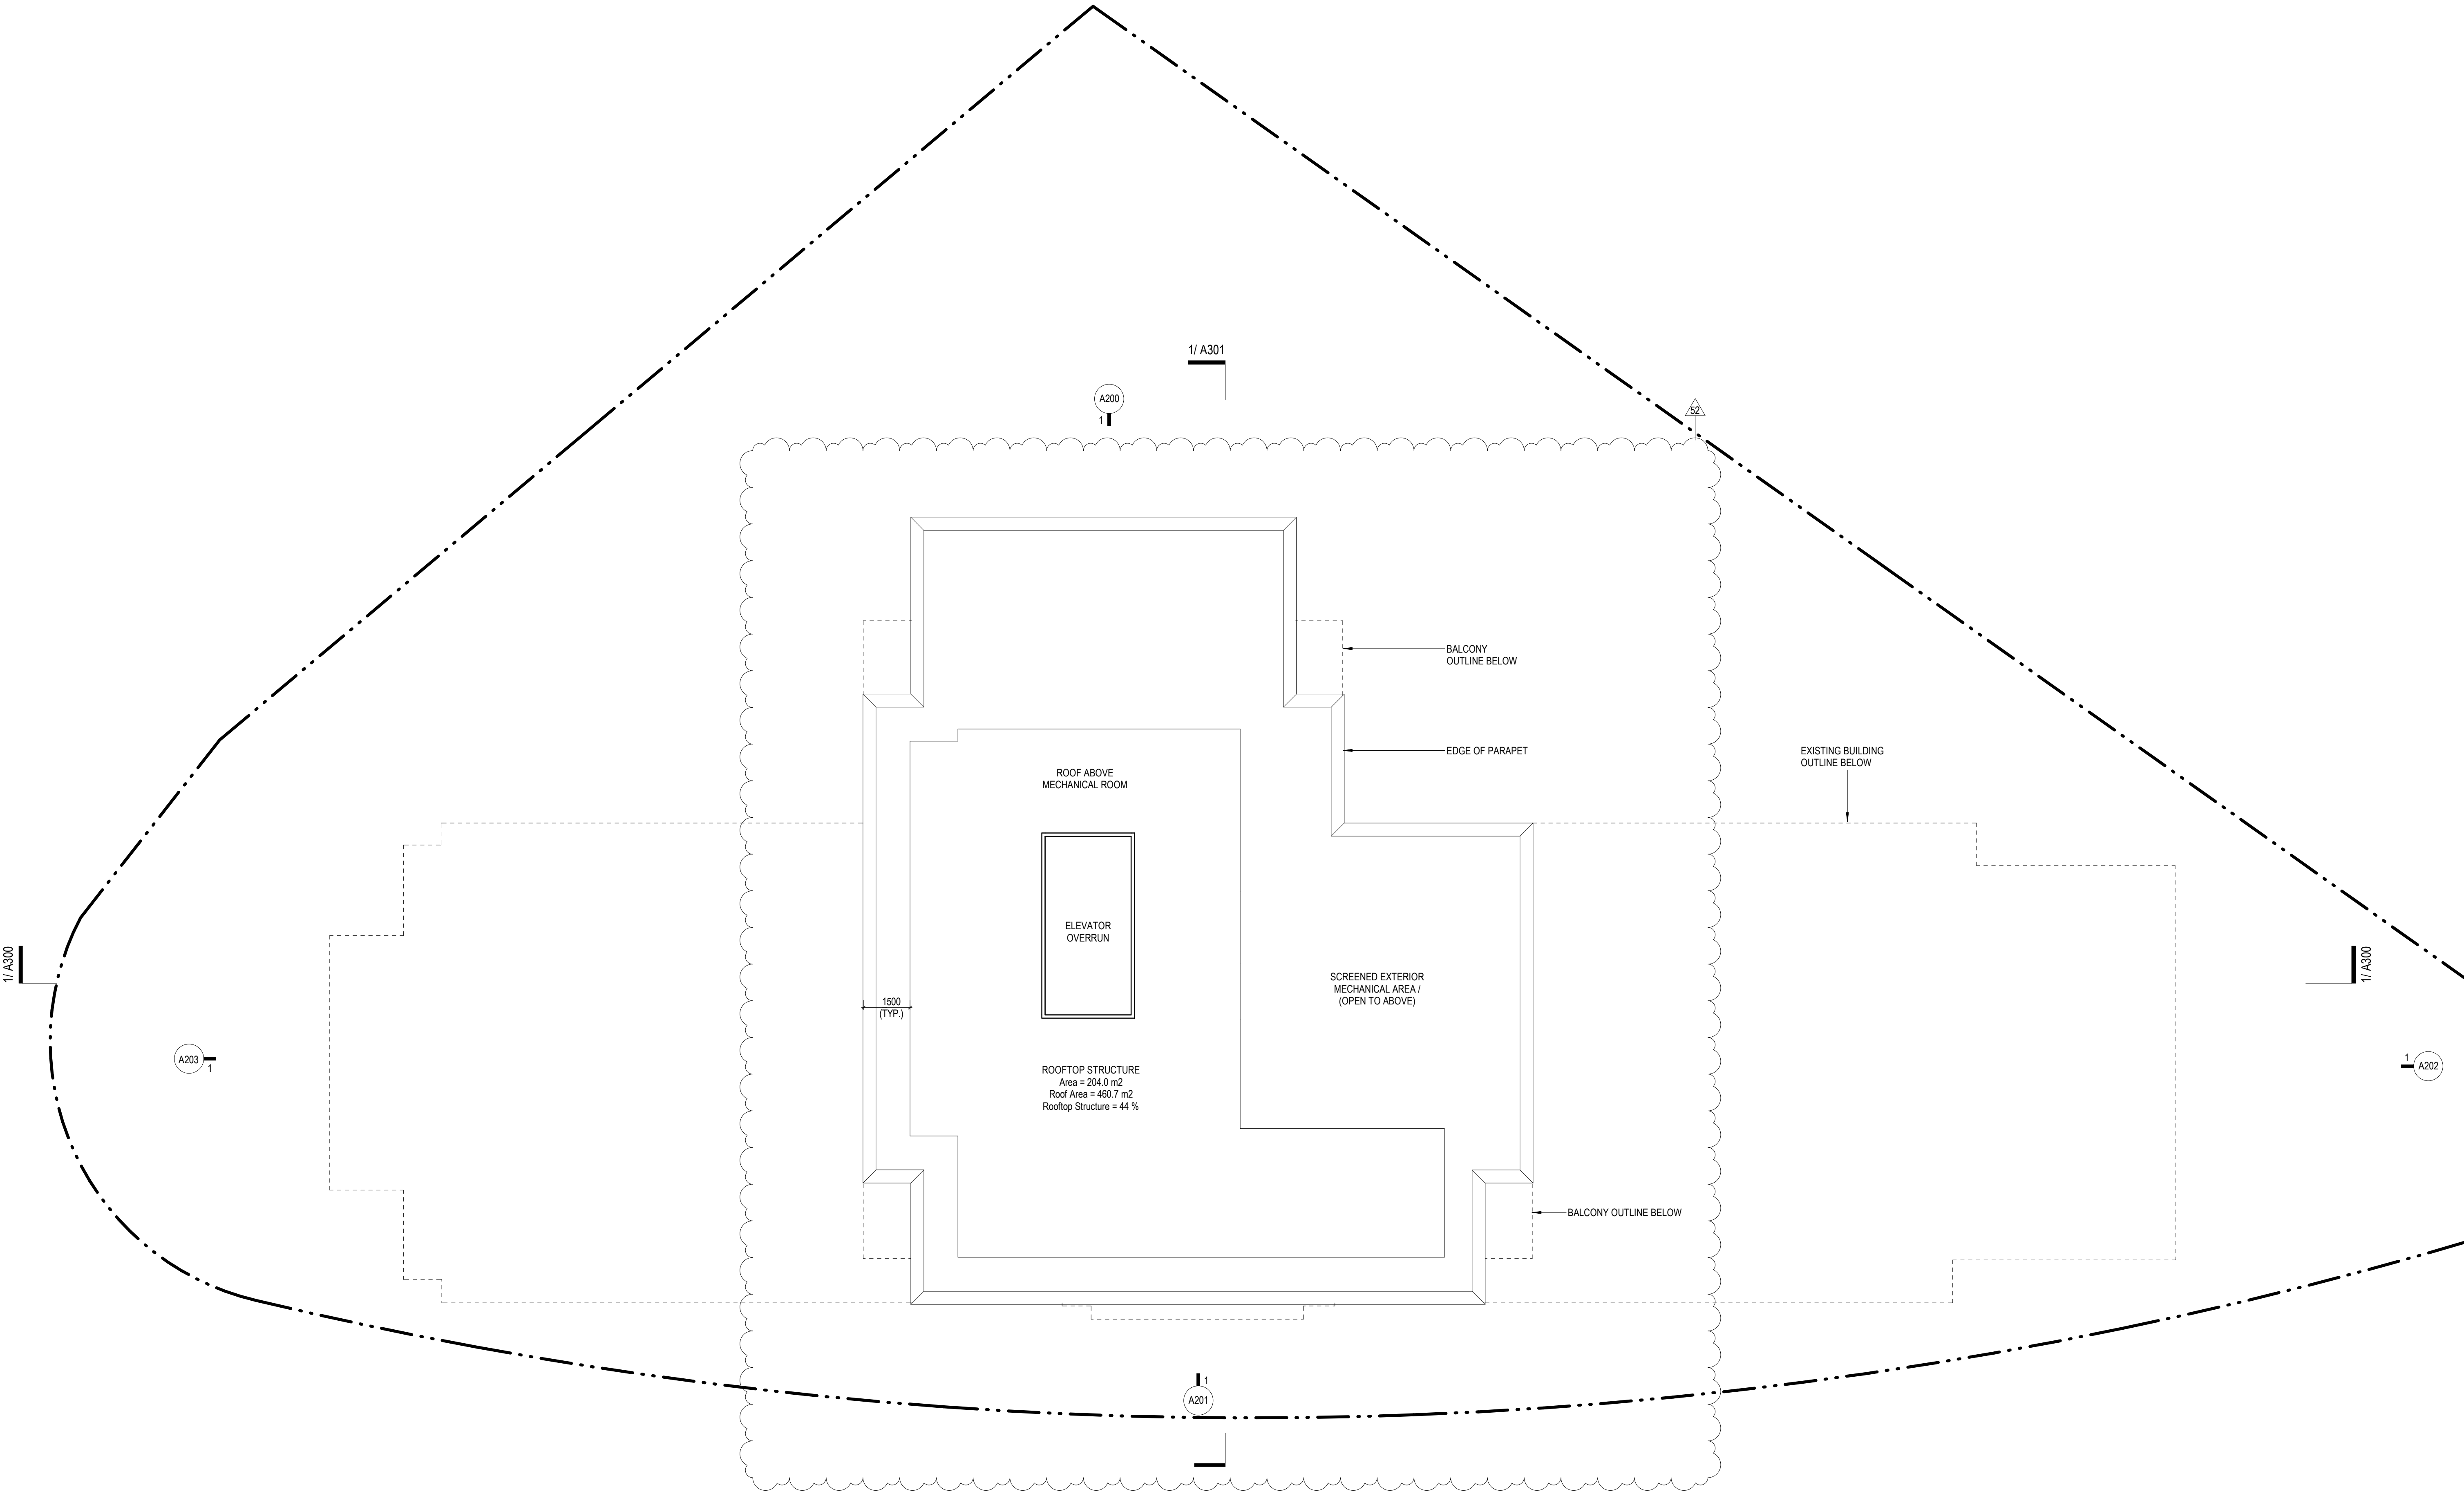 1/ A301
A200
1
52
BALCONY
OUTLINE BELOW
EDGE OF PARAPET
EXISTING BUILDING
OUTLINE BELOW
ROOF ABOVE
MECHANICAL ROOM
ELEVATOR
OVERRUN
1/ A300
1/ A300
SCREENED EXTERIOR
MECHANICAL AREA /
(OPEN TO ABOVE)
1500
(TYP.)
A203
1
1
A202
ROOFTOP STRUCTURE
Area = 204.0 m2
Roof Area = 460.7 m2
Rooftop Structure = 44 %
BALCONY OUTLINE BELOW
1
A201